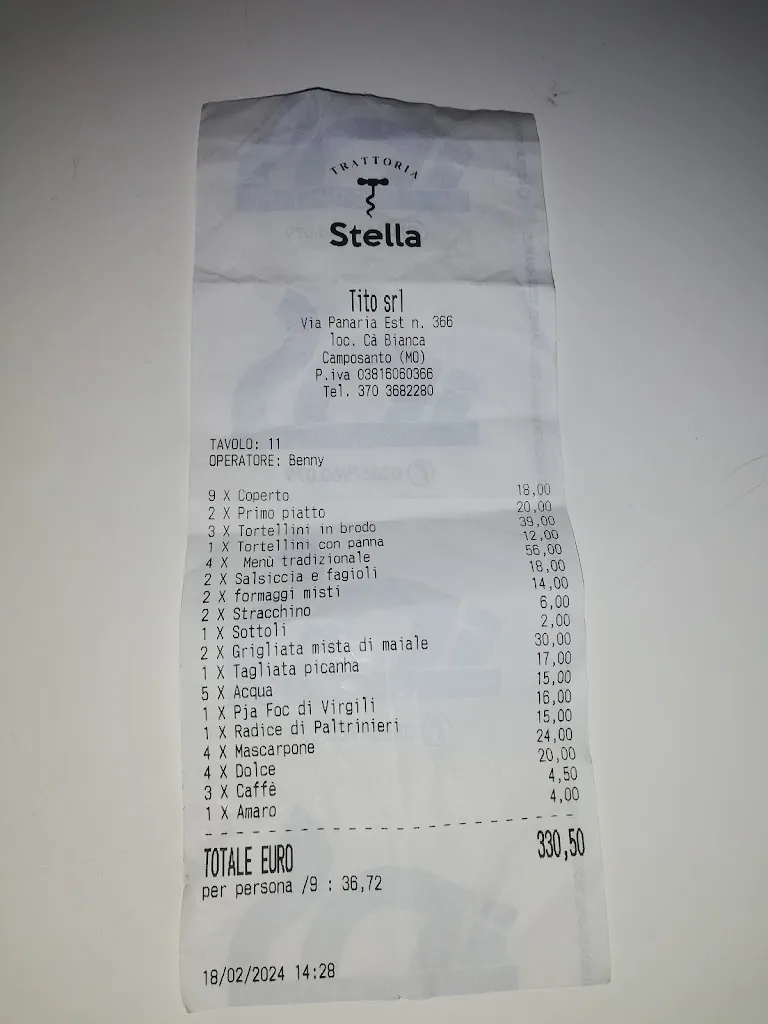 TRATTORIA
Stella
Tito srl
Via Panaria Est n. 366
loc. Cà Bianca
Camposanto (MO)
P.iva 03816060366
Tel. 370 3682280
TAVOLO: 11
OPERATORE: Benny
9 X Coperto 18,00
2 X Primo piatto 20,00
3 X Tortellini in brodo 39,00
1 X Tortellini con panna 12,00
4 X Menù tradizionale 56,00
2 X Salsiccia e fagioli 18,00
2 X formaggi misti 14,00
2 X Stracchino 6,00
1 X Sottoli 2,00
2 X Grigliata mista di maiale 30,00
1 X Tagliata picanha 17,00
5 X Acqua 15,00
1 X Pja Foc di Virgili 16,00
1 X Radice di Paltrinieri 15,00
4 X Mascarpone 24,00
4 X Dolce 20,00
3 X Caffè 4,50
1 X Amaro 4,00
TOTALE EURO 330,50
per persona /9 : 36,72
18/02/2024 14:28